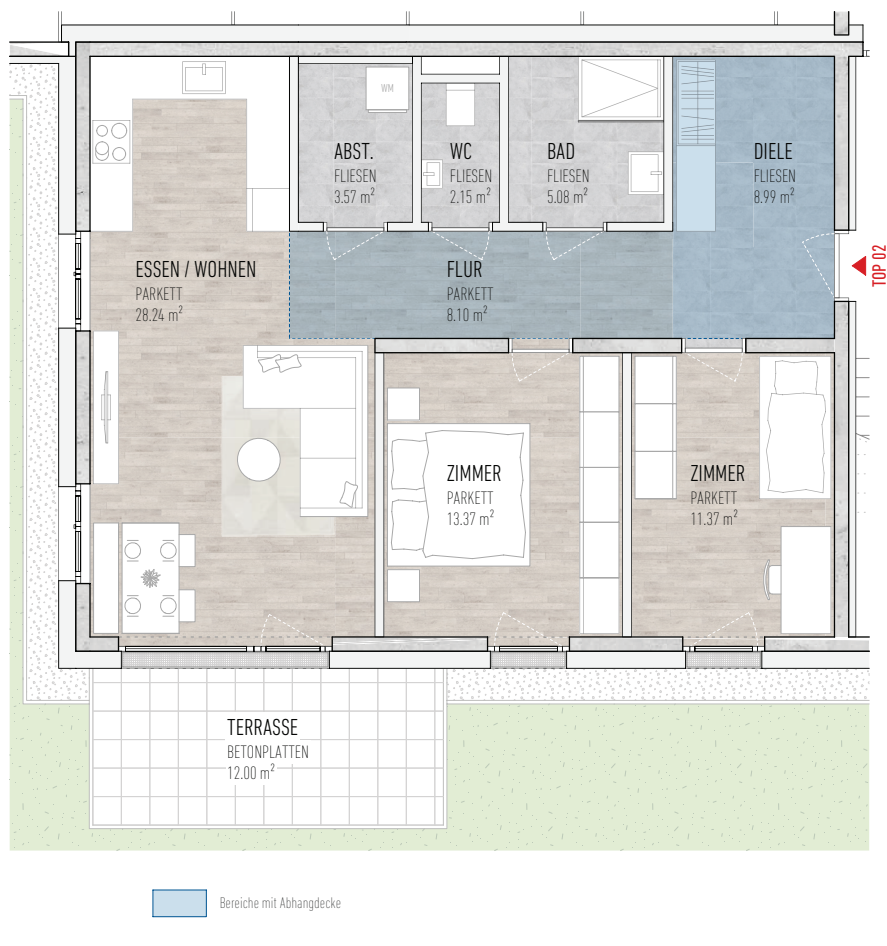 WM
ABST.
FLIESEN
3.57 m²
WC
FLIESEN
2.15 m²
BAD
FLIESEN
5.08 m²
DIELE
FLIESEN
8.99 m²
ESSEN / WOHNEN
PARKETT
28.24 m²
FLUR
PARKETT
8.10 m²
TOP 02
ZIMMER
PARKETT
13.37 m²
ZIMMER
PARKETT
11.37 m²
TERRASSE
BETONPLATTEN
12.00 m²
Bereiche mit Abhangdecke